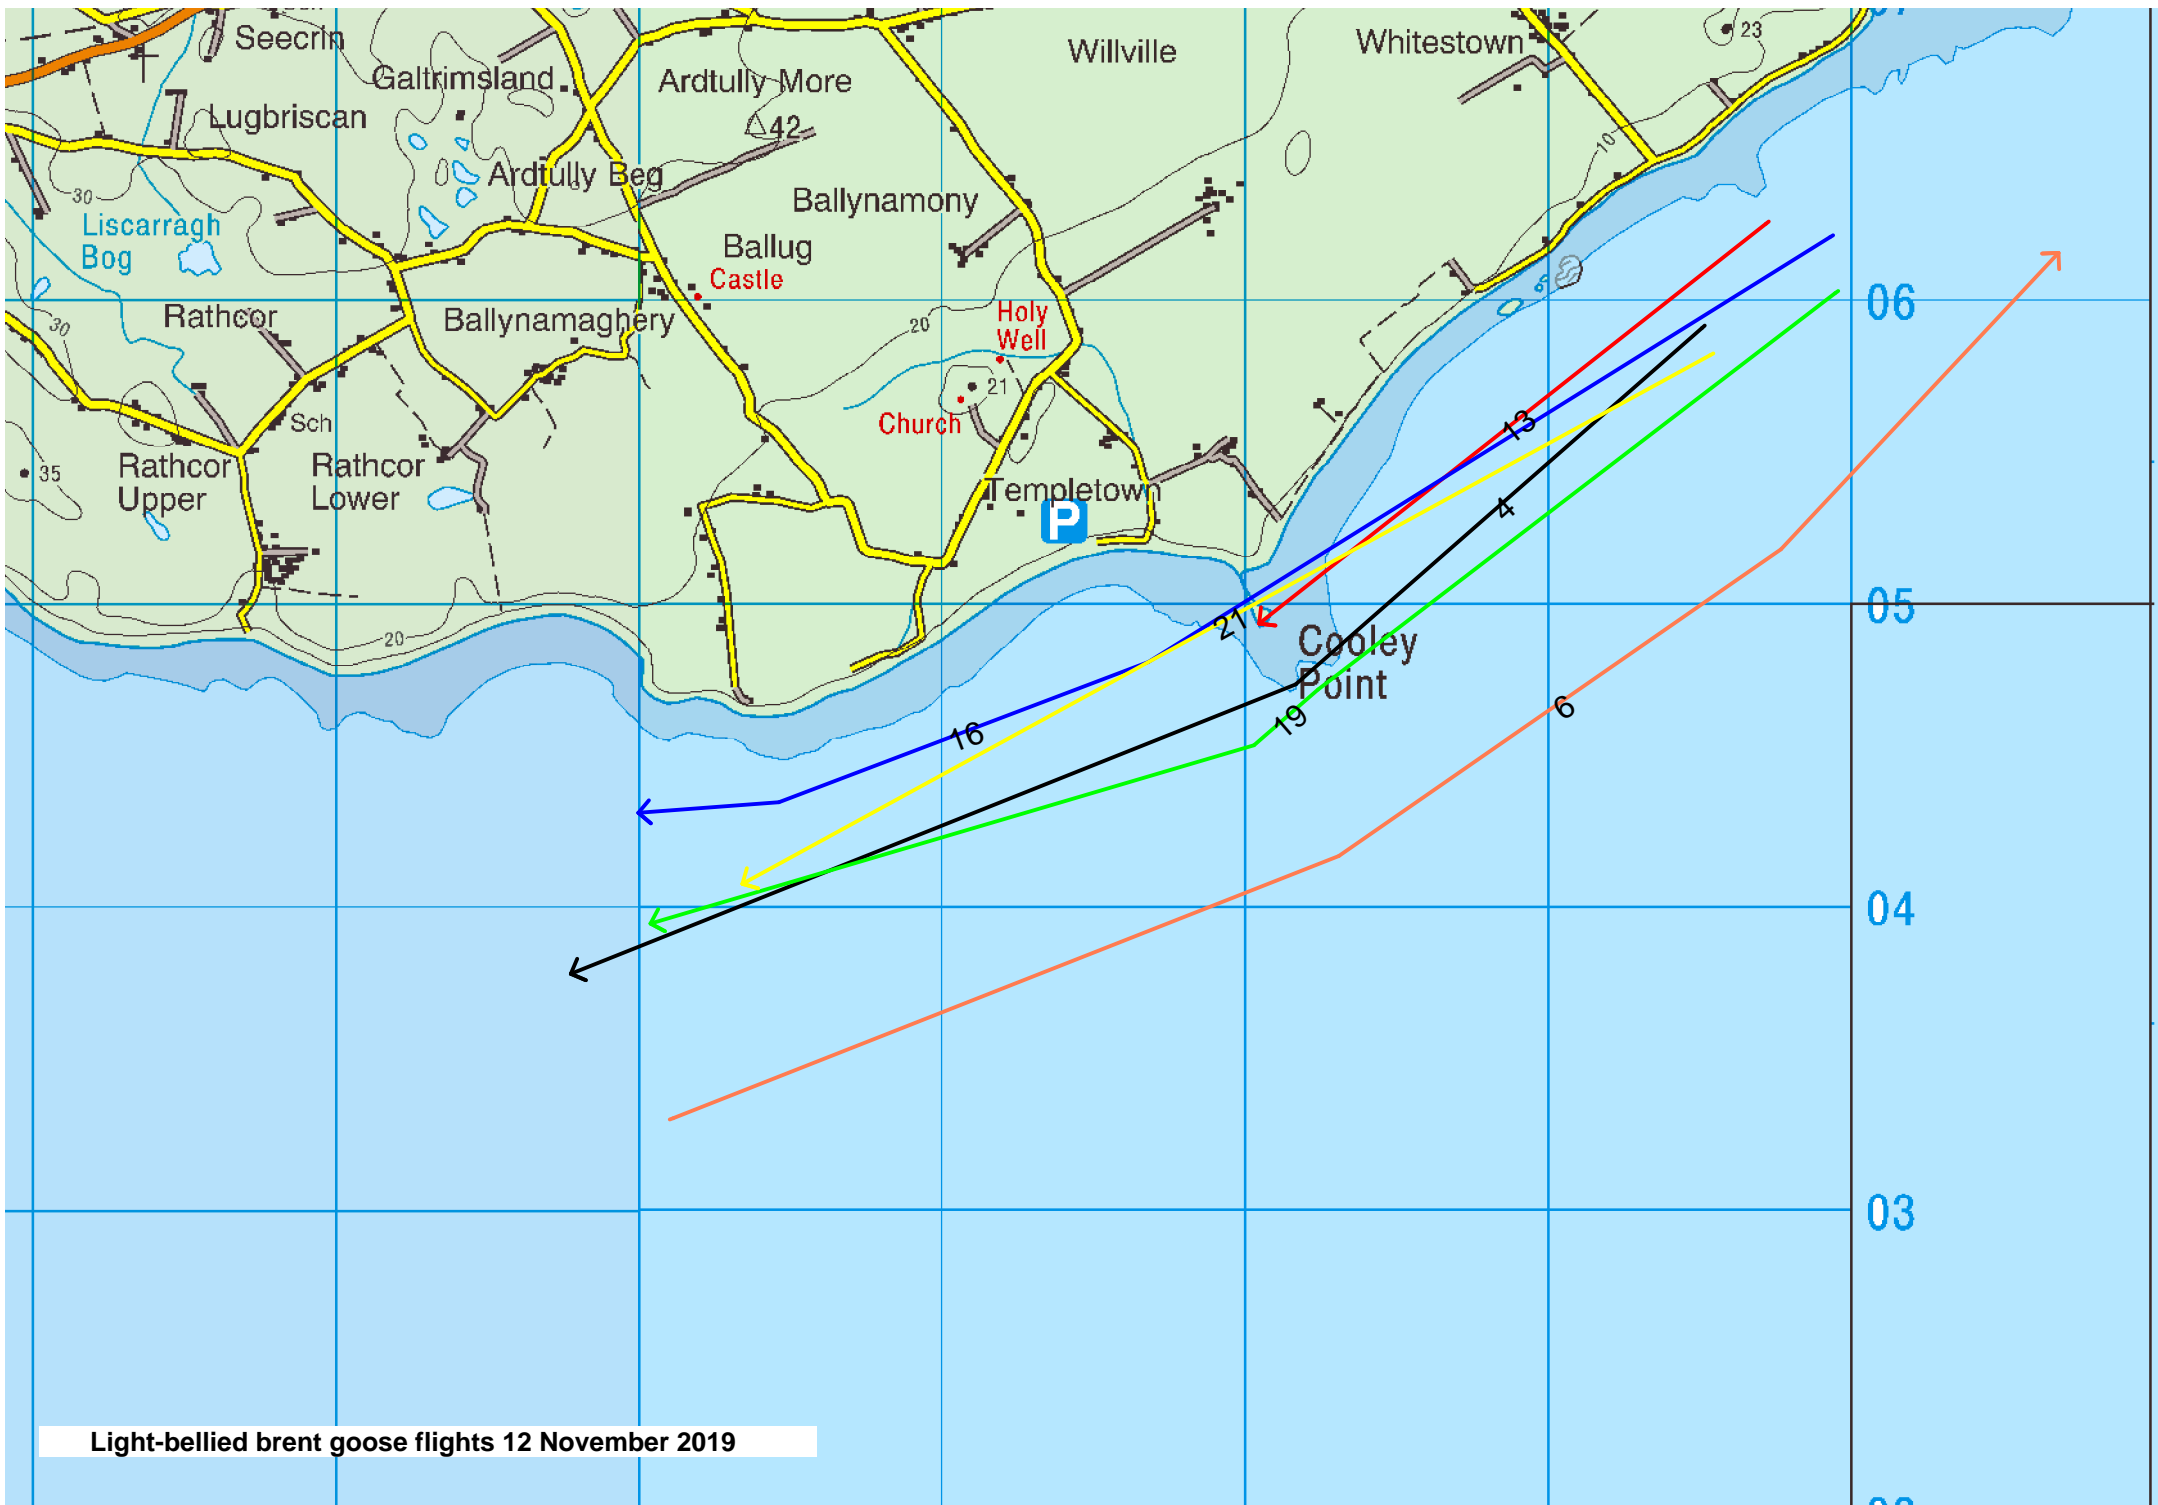 Seecrin
Willville
Whitestown
23
Galtrimsland
Ardtully More
Lugbriscan
42
Ardtully Beg
10
30
Ballynamony
Liscarragh
Bog
Ballug
Castle
06
Rathcor
Ballynamaghery
Holy
Well
20
30
21
Church
Sch
13
Rathcor
Upper
Rathcor
Lower
35
Templetown
P
4
05
21
20
Cooley
Point
19
6
16
04
03
Light-bellied brent goose flights 12 November 2019